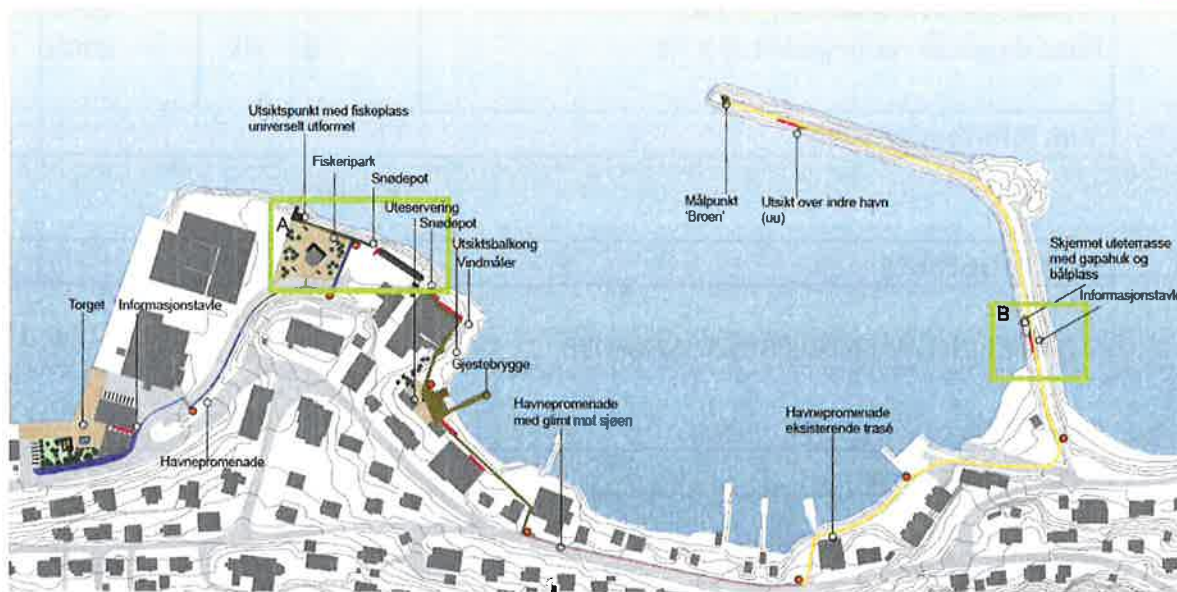 Utsiktspunkt med fiskeplass
universelt utformet
Fiskeripark
Snødepot
Uteservering
Snødepot
Utsiktsbalkong
Vindmåler
A
Torget
Informasjonstavle
Havnepromenade
Gjestebrygge
Havnepromenade
med glimt mot sjøen
Målpunkt
'Broen'
Utsikt over indre havn
(uu)
Skjermet uteterrasse
med gapahuk og
bålplass
Informasjonstavle
B
Havnepromenade
eksisterende trasé